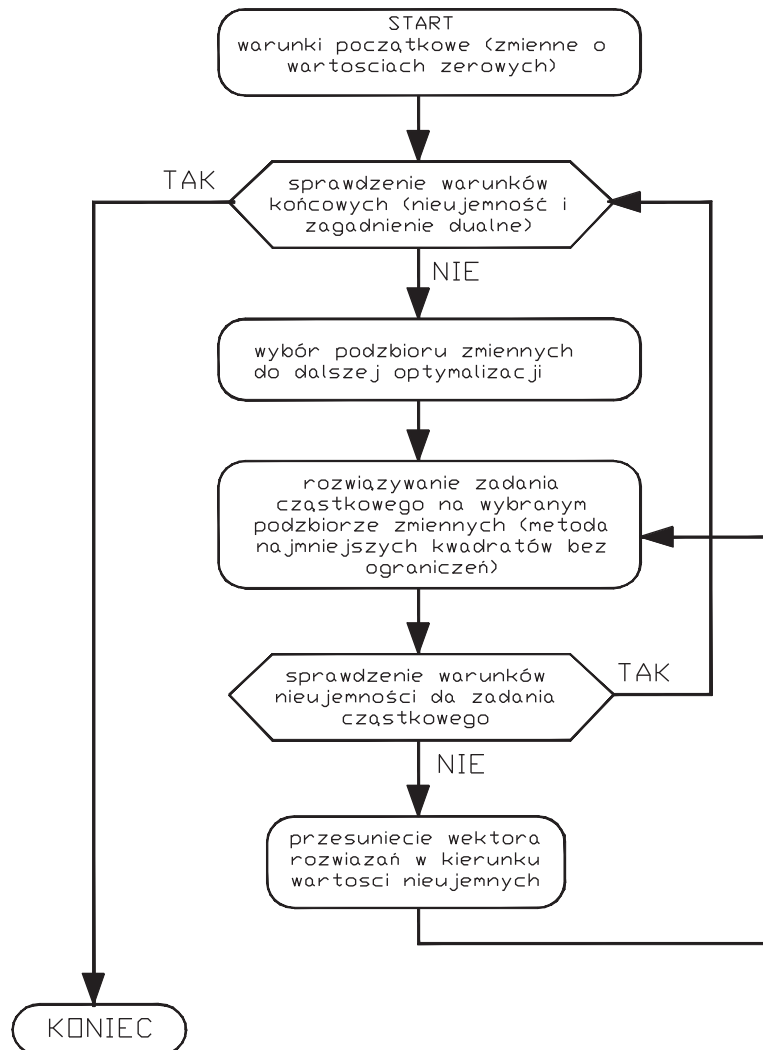 START
warunki początkowe (zmienne o
wartosciach zerowych)
TAK
sprawdzenie warunków
końcowych (nieujemność i
zagadnienie dualne)
NIE
wybór podzbioru zmiennych
do dalszej optymalizacji
rozwiązywanie zadania
cząstkowego na wybranym
podzbiorze zmiennych (metoda
najmniejszych kwadratów bez
ograniczeń)
sprawdzenie warunków
nieujemności da zadania
cząstkowego
TAK
NIE
przesuniecie wektora
rozwiazań w kierunku
wartosci nieujemnych
KONIEC